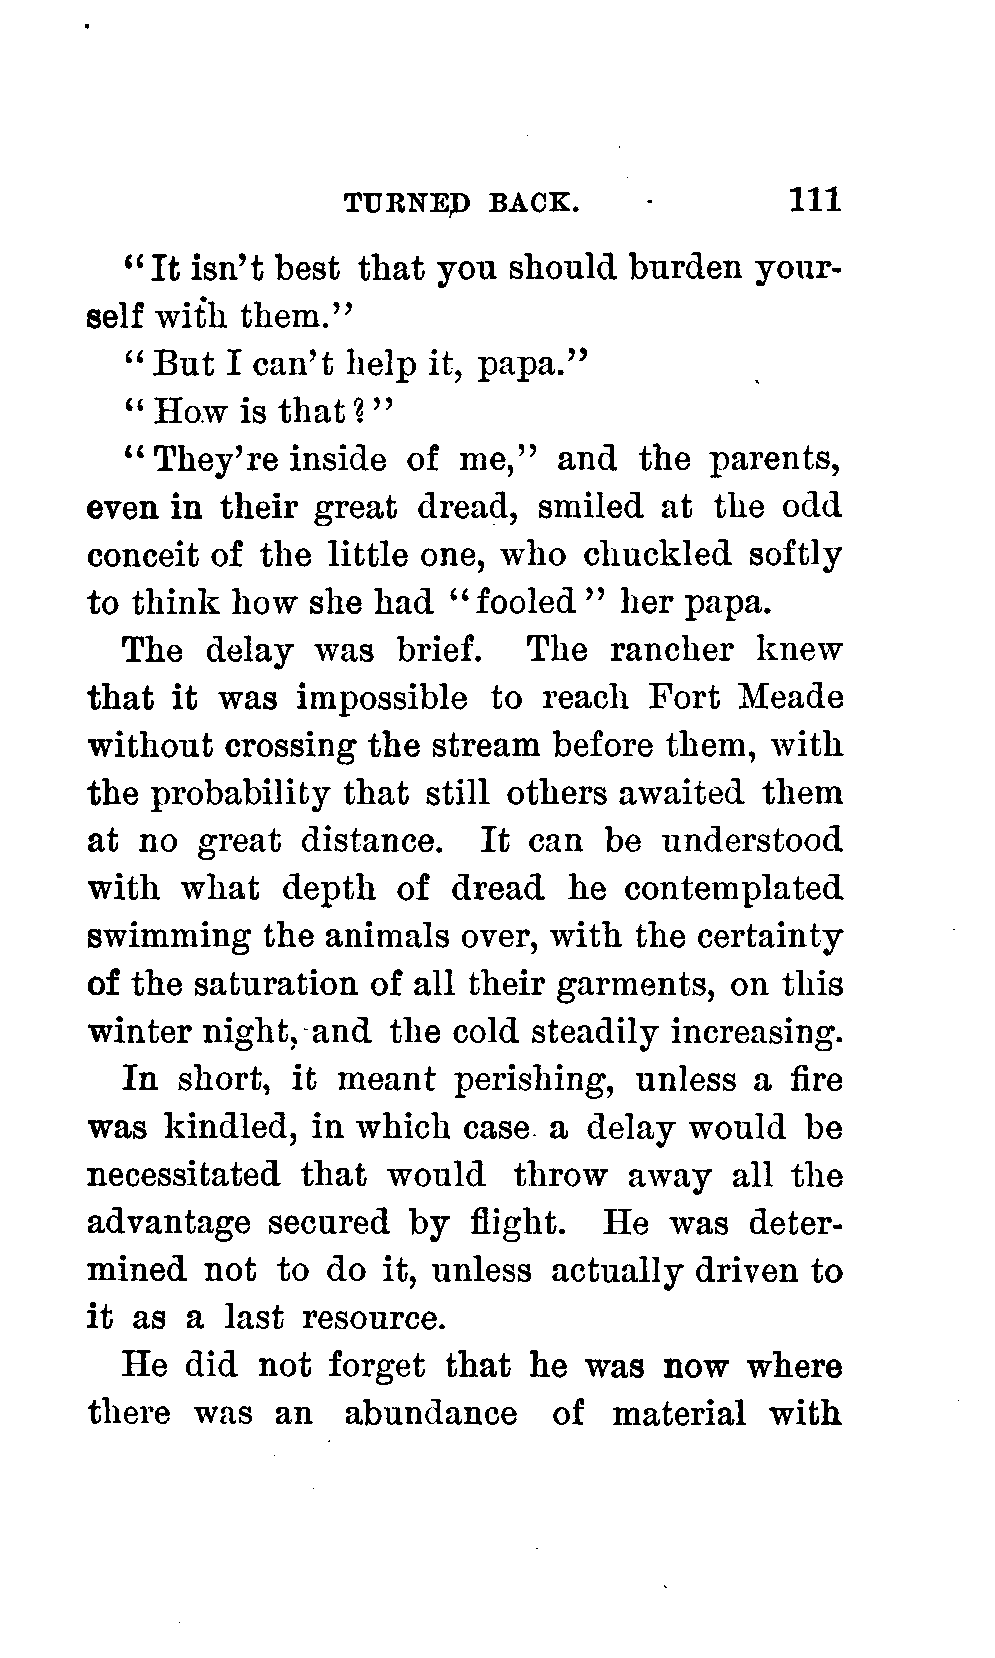 TURNED BACK. 111
"It isn't best that you should burden your-
self with them."
"But I can't help it, papa."
"How is that?"
"They're inside of me," and the parents,
even in their great dread, smiled at the odd
conceit of the little one, who chuckled softly
to think how she had "fooled" her papa.
The delay was brief. The rancher knew
that it was impossible to reach Fort Meade
without crossing the stream before them, with
the probability that still others awaited them
at no great distance. It can be understood
with what depth of dread he contemplated
swimming the animals over, with the certainty
of the saturation of all their garments, on this
winter night, and the cold steadily increasing.
In short, it meant perishing, unless a fire
was kindled, in which case a delay would be
necessitated that would throw away all the
advantage secured by flight. He was deter-
mined not to do it, unless actually driven to
it as a last resource.
He did not forget that he was now where
there was an abundance of material with